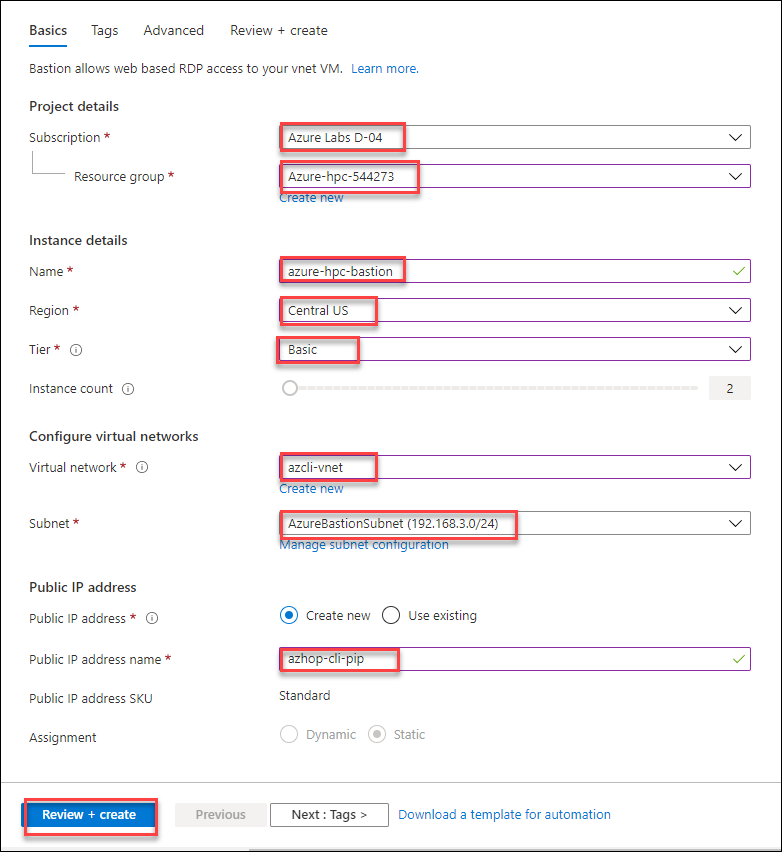 Basics Tags Advanced Review + create
Bastion allows web based RDP access to your vnet VM. Learn more.
Project details
Subscription * Azure Labs D-04
Resource group * Azure-hpc-544273
Create new
Instance details
Name * azure-hpc-bastion
Region * Central US
Tier * Basic
Instance count 2
Configure virtual networks
Virtual network * azcli-vnet
Create new
Subnet * AzureBastionSubnet (192.168.3.0/24)
Manage subnet configuration
Public IP address
Public IP address * Create new Use existing
Public IP address name * azhop-cli-pip
Public IP address SKU Standard
Assignment Dynamic Static
Review + create Previous Next : Tags > Download a template for automation